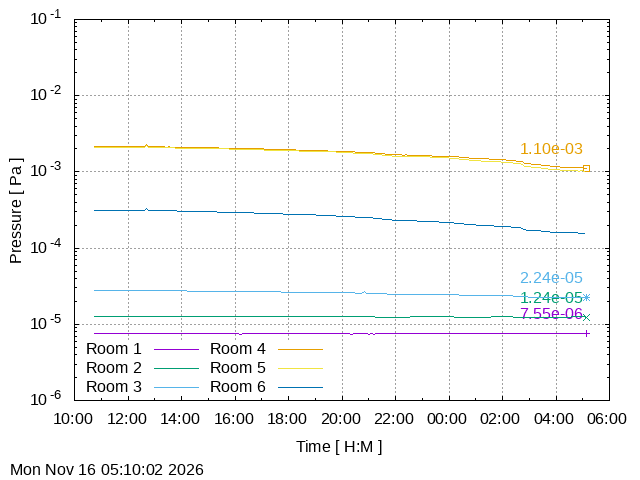 10^-1
10^-2
10^-3
10^-4
10^-5
10^-6
Pressure [ Pa ]
1.10e-03
2.24e-05
1.24e-05
7.55e-06
Room 1 Room 4
Room 2 Room 5
Room 3 Room 6
10:00 12:00 14:00 16:00 18:00 20:00 22:00 00:00 02:00 04:00 06:00
Time [ H:M ]
Mon Nov 16 05:10:02 2026